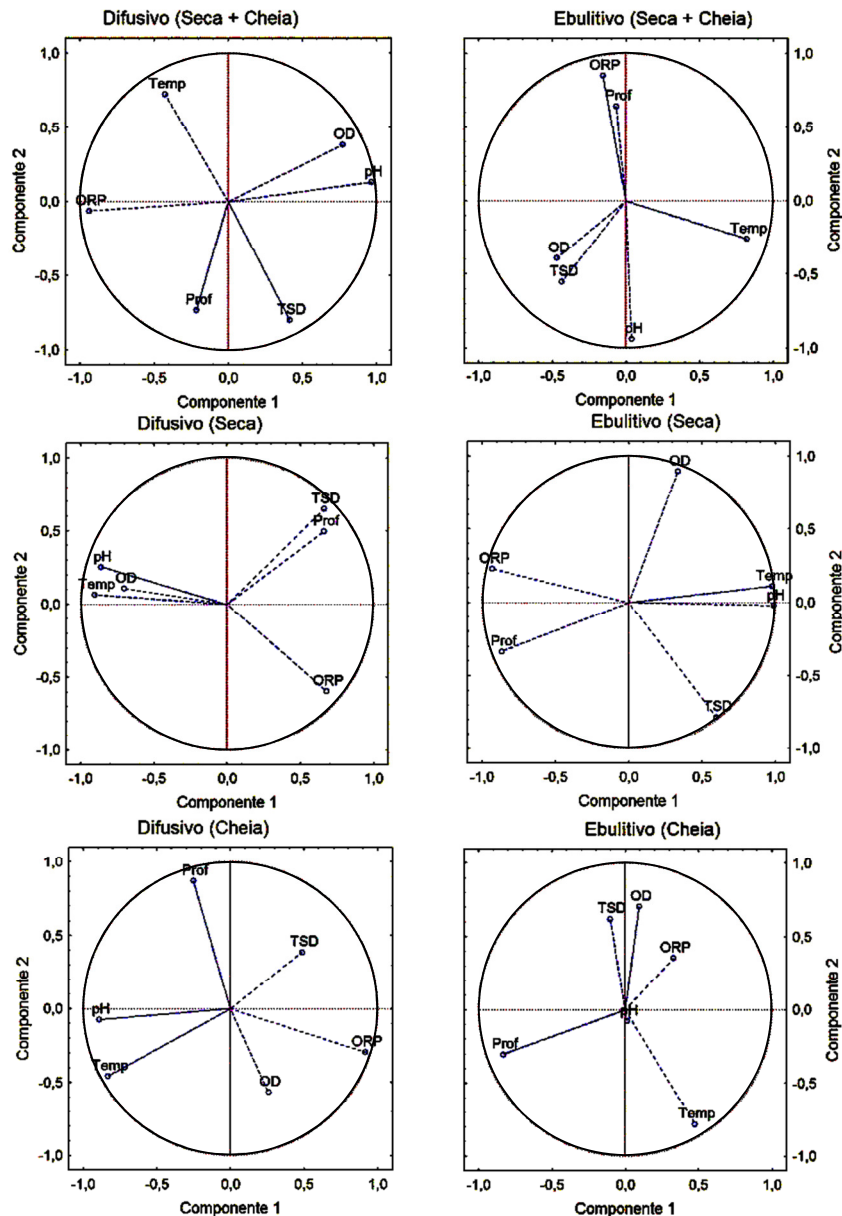 Difusivo (Seca + Cheia)
1,0
0,5
0,0
-0,5
-1,0
Componente 2
Temp
OD
pH
ORP
Prof
TSD
-1,0 -0,5 0,0 0,5 1,0
Componente 1
Ebulitivo (Seca + Cheia)
ORP
Prof
Temp
OD
TSD
pH
1,0
0,5
0,0
-0,5
-1,0
Componente 2
-1,0 -0,5 0,0 0,5 1,0
Componente 1
Difusivo (Seca)
1,0
0,5
0,0
-0,5
-1,0
Componente 2
TSD
Prof
pH
Temp
OD
ORP
-1,0 -0,5 0,0 0,5 1,0
Componente 1
Ebulitivo (Seca)
OD
ORP
Temp
pH
Prof
TSD
1,0
0,5
0,0
-0,5
-1,0
Componente 2
-1,0 -0,5 0,0 0,5 1,0
Componente 1
Difusivo (Cheia)
1,0
0,5
0,0
-0,5
-1,0
Componente 2
Prof
TSD
pH
Temp
OD
ORP
-1,0 -0,5 0,0 0,5 1,0
Componente 1
Ebulitivo (Cheia)
TSD
OD
ORP
pH
Prof
Temp
1,0
0,5
0,0
-0,5
-1,0
Componente 2
-1,0 -0,5 0,0 0,5 1,0
Componente 1